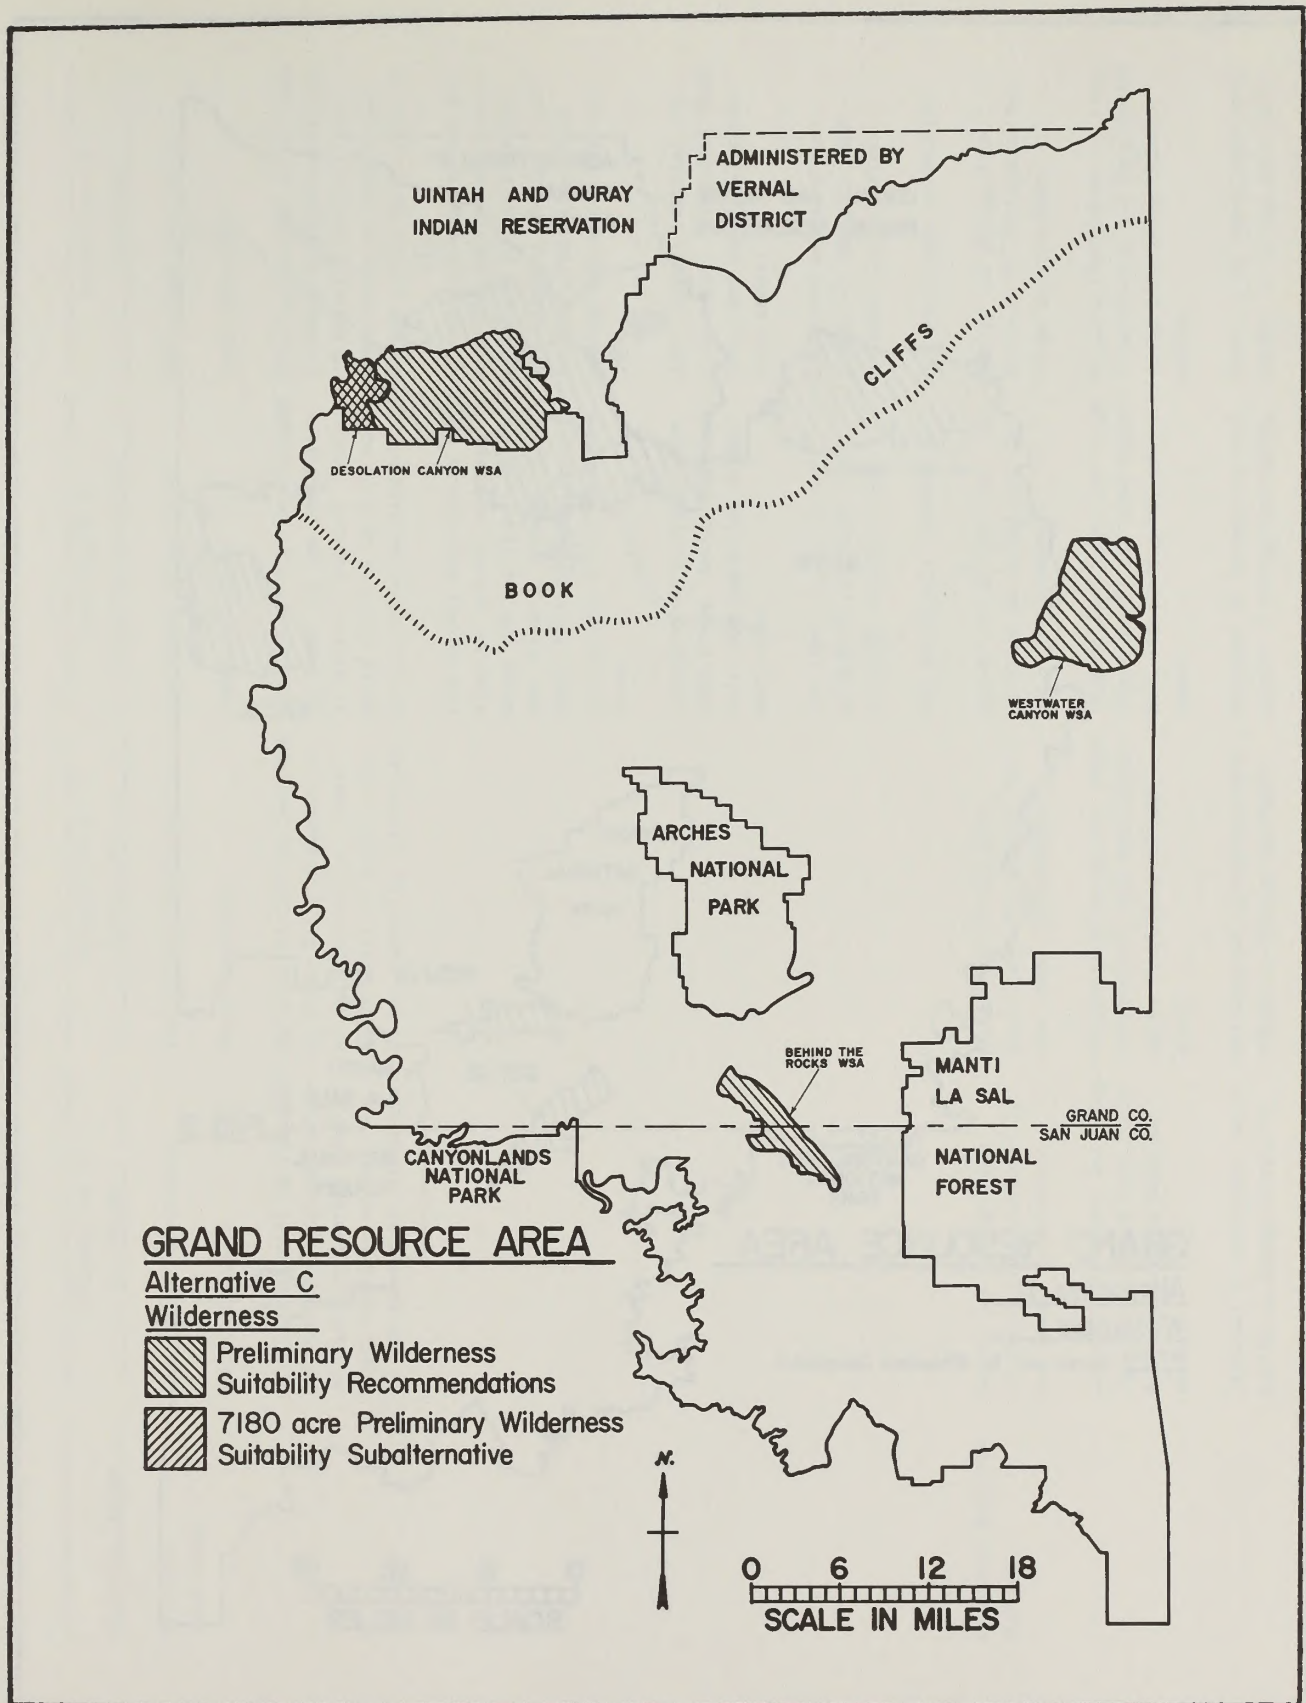 ADMINISTERED BY
VERNAL
DISTRICT
UINTAH AND OURAY
INDIAN RESERVATION
CLIFFS
DESOLATION CANYON WSA
BOOK
WESTWATER
CANYON WSA
ARCHES
NATIONAL
PARK
BEHIND THE
ROCKS WSA
MANTI
LA SAL
GRAND CO.
SAN JUAN CO.
NATIONAL
FOREST
CANYONLANDS
NATIONAL
PARK
GRAND RESOURCE AREA
Alternative C
Wilderness
Preliminary Wilderness
Suitability Recommendations
7180 acre Preliminary Wilderness
Suitability Subalternative
N.
0 6 12 18
SCALE IN MILES